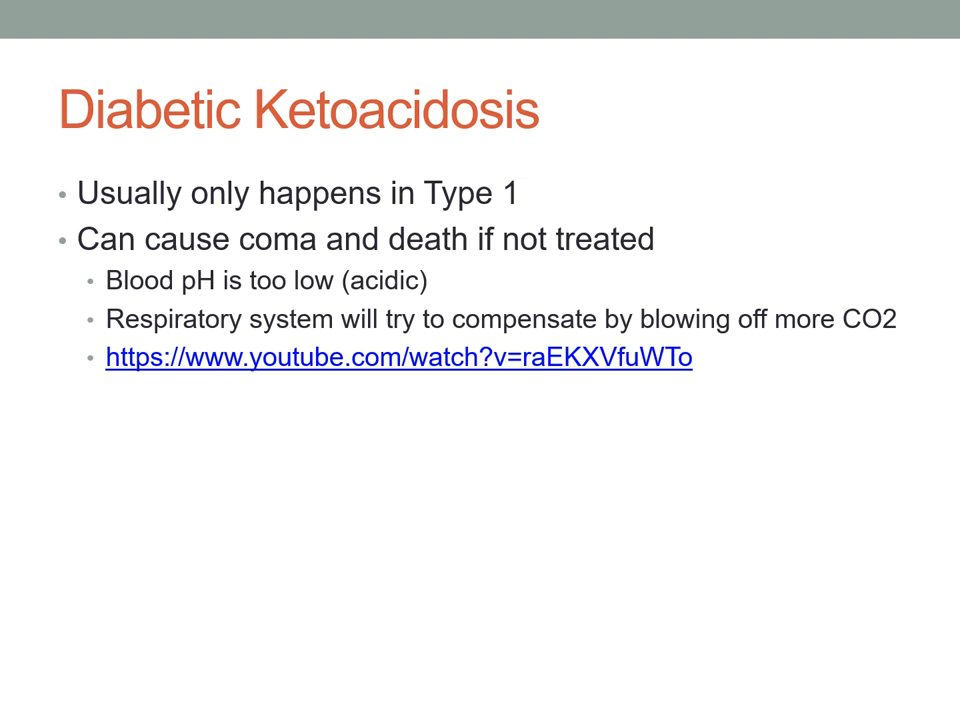 Diabetic Ketoacidosis
• Usually only happens in Type 1
• Can cause coma and death if not treated
• Blood pH is too low (acidic)
• Respiratory system will try to compensate by blowing off more CO2
• https://www.youtube.com/watch?v=raEKXVfuWTo